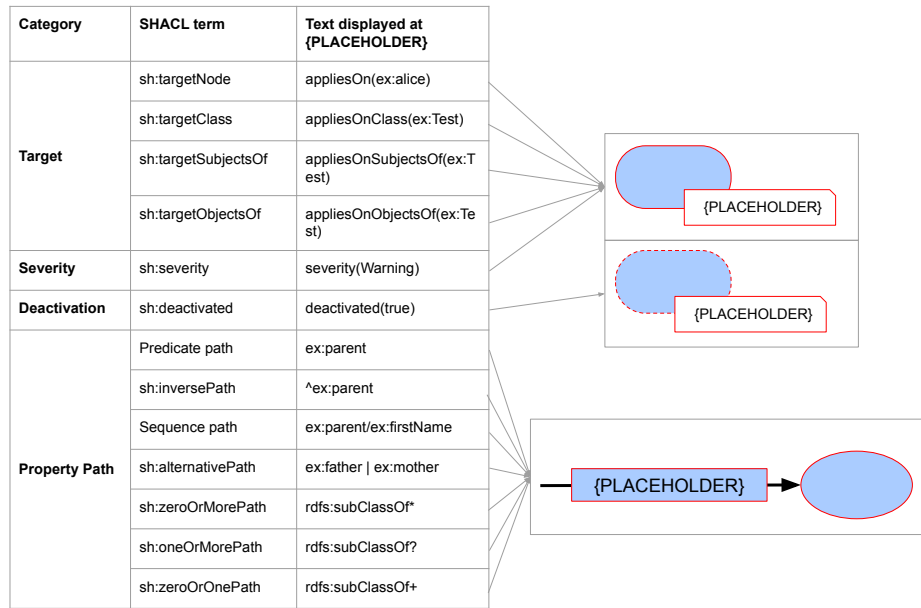 Category SHACL term Text displayed at
{PLACEHOLDER}
Target
sh:targetNode appliesOn(ex:alice)
sh:targetClass appliesOnClass(ex:Test)
sh:targetSubjectsOf appliesOnSubjectsOf(ex:T
est)
sh:targetObjectsOf appliesOnObjectsOf(ex:Te
st)
Severity sh:severity severity(Warning)
Deactivation sh:deactivated deactivated(true)
Property Path
Predicate path ex:parent
sh:inversePath ^ex:parent
Sequence path ex:parent/ex:firstName
sh:alternativePath ex:father | ex:mother
sh:zeroOrMorePath rdfs:subClassOf*
sh:oneOrMorePath rdfs:subClassOf?
sh:zeroOrOnePath rdfs:subClassOf+
{PLACEHOLDER}
{PLACEHOLDER}
{PLACEHOLDER}